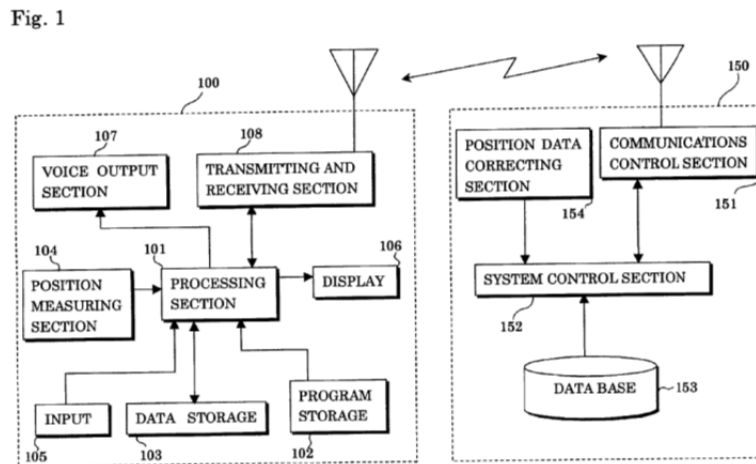 Fig. 1
100
150
107
108
VOICE OUTPUT
SECTION
TRANSMITTING AND
RECEIVING SECTION
POSITION DATA
CORRECTING
SECTION
154
COMMUNICATIONS
CONTROL SECTION
151
104
101
106
POSITION
MEASURING
SECTION
PROCESSING
SECTION
DISPLAY
SYSTEM CONTROL SECTION
152
INPUT
105
DATA STORAGE
103
PROGRAM
STORAGE
102
DATA BASE
153